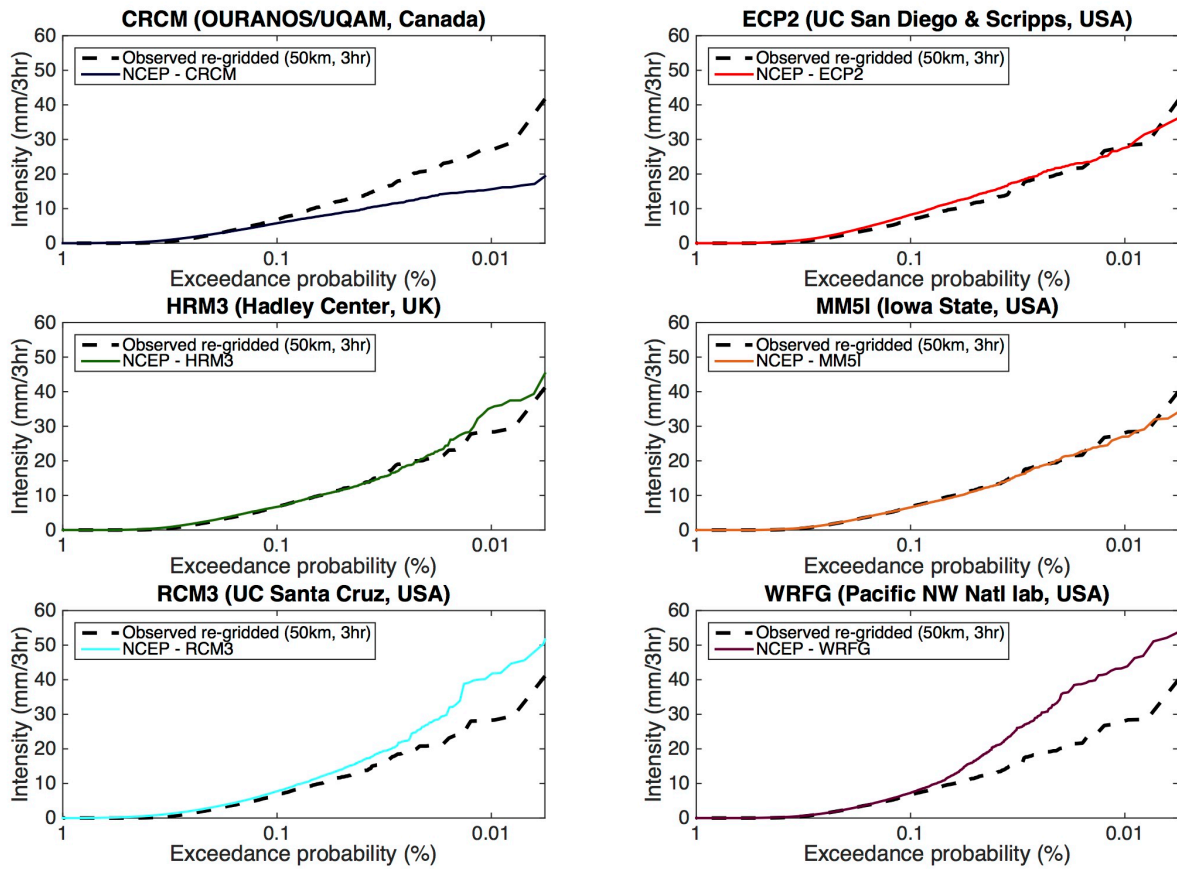 CRCM (OURANOS/UQAM, Canada)
60
50
40
30
20
10
0
Intensity (mm/3hr)
Observed re-gridded (50km, 3hr)
NCEP - CRCM
1
0.1
0.01
Exceedance probability (%)
ECP2 (UC San Diego & Scripps, USA)
60
50
40
30
20
10
0
Intensity (mm/3hr)
Observed re-gridded (50km, 3hr)
NCEP - ECP2
1
0.1
0.01
Exceedance probability (%)
HRM3 (Hadley Center, UK)
60
50
40
30
20
10
0
Intensity (mm/3hr)
Observed re-gridded (50km, 3hr)
NCEP - HRM3
1
0.1
0.01
Exceedance probability (%)
MM5I (Iowa State, USA)
60
50
40
30
20
10
0
Intensity (mm/3hr)
Observed re-gridded (50km, 3hr)
NCEP - MM5I
1
0.1
0.01
Exceedance probability (%)
RCM3 (UC Santa Cruz, USA)
60
50
40
30
20
10
0
Intensity (mm/3hr)
Observed re-gridded (50km, 3hr)
NCEP - RCM3
1
0.1
0.01
Exceedance probability (%)
WRFG (Pacific NW Natl lab, USA)
60
50
40
30
20
10
0
Intensity (mm/3hr)
Observed re-gridded (50km, 3hr)
NCEP - WRFG
1
0.1
0.01
Exceedance probability (%)